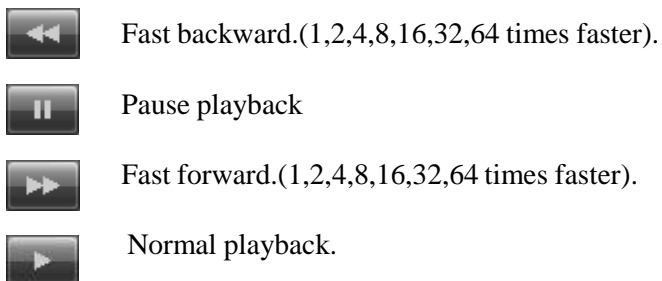 Fast backward.(1,2,4,8,16,32,64 times faster).
Pause playback
Fast forward.(1,2,4,8,16,32,64 times faster).
Normal playback.